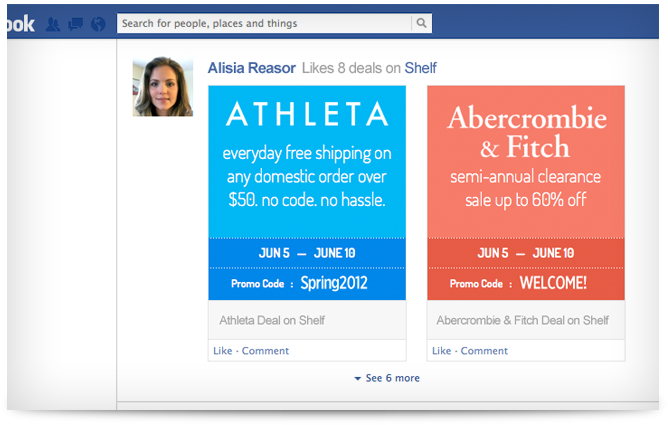 ook
Search for people, places and things
Alisia Reasor Likes 8 deals on Shelf
ATHLETA
everyday free shipping on
any domestic order over
$50. no code. no hassle.
JUN 5 — JUNE 10
Promo Code : Spring2012
Athleta Deal on Shelf
Like · Comment
Abercrombie
& Fitch
semi-annual clearance
sale up to 60% off
JUN 5 — JUNE 10
Promo Code : WELCOME!
Abercrombie & Fitch Deal on Shelf
Like · Comment
See 6 more